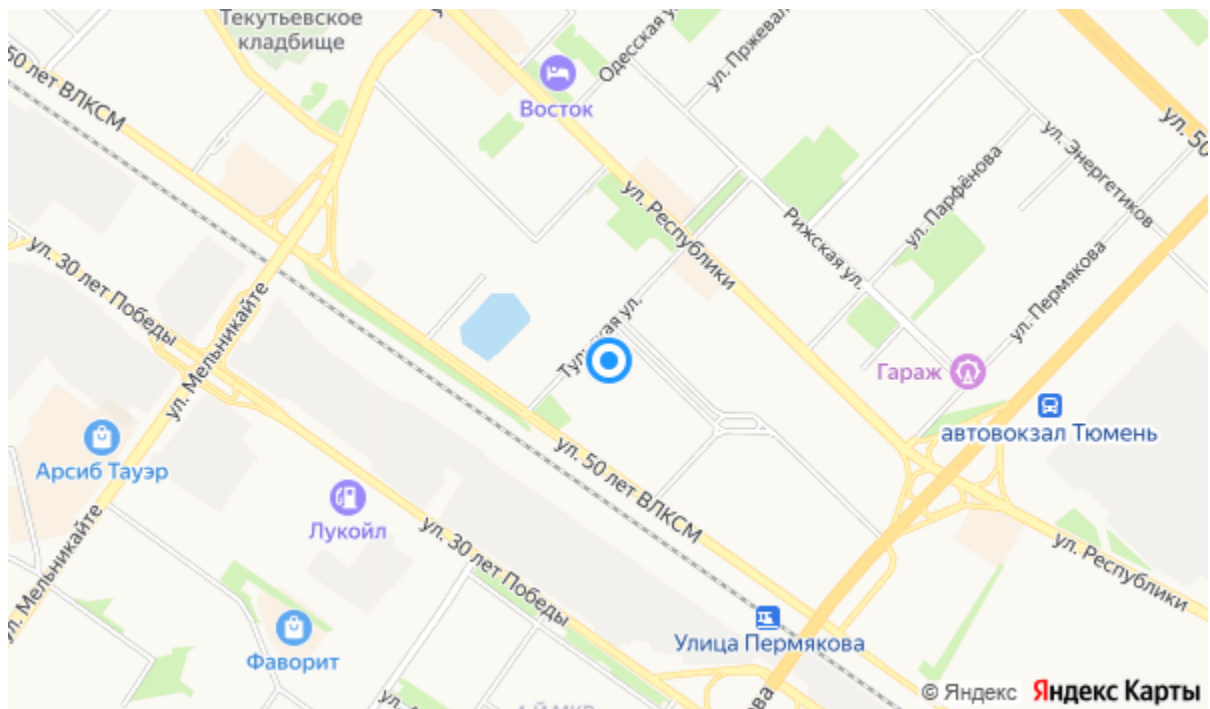 Текутьевское
кладбище
50 лет ВЛКСМ
Одесская
ул. Пржевал
Восток
ул. 50
ул. Энергетиков
ул. Парфёнова
ул. Республики
Рижская ул.
ул. Пермякова
ул. 30 лет Победы
ул. Мельникайте
ул.
Гараж
автовокзал Тюмень
Арсиб Тауэр
ул. 50 лет ВЛКСМ
Лукойл
ул. Мельникайте
ул. 30 лет Победы
ул. Республики
Улица Пермякова
Фаворит
ул.
© Яндекс Яндекс Карты